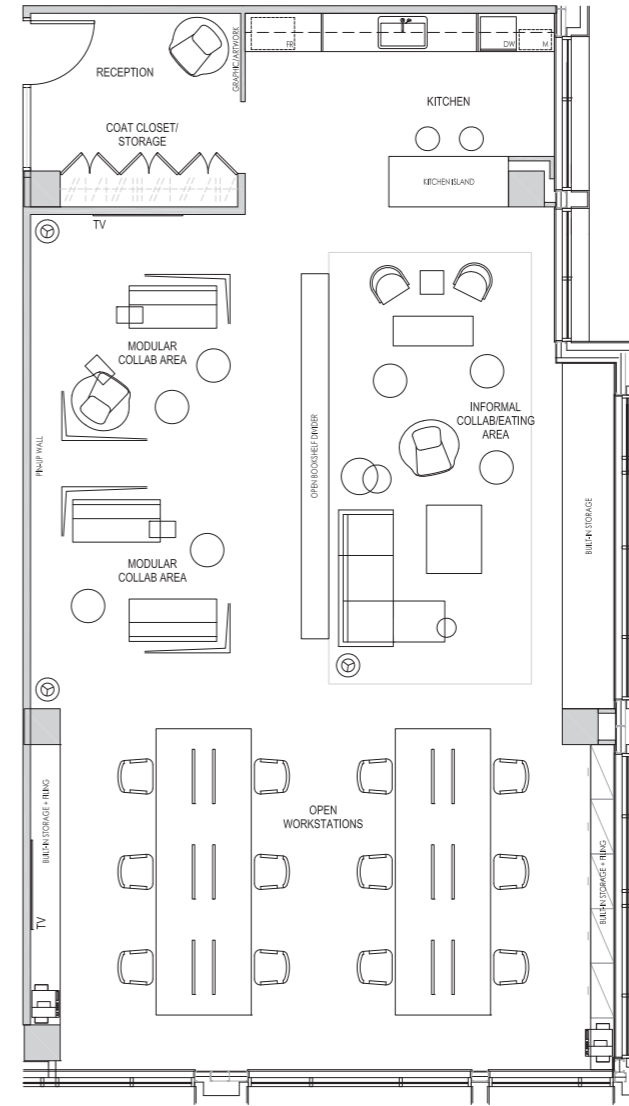 RECEPTION
GRAPHIC/ARTWORK
FR
DW
M
KITCHEN
COAT CLOSET/
STORAGE
KITCHEN ISLAND
TV
MODULAR
COLLAB AREA
PIN-UP WALL
OPEN BOOKSHELF DIVIDER
INFORMAL
COLLAB/EATING
AREA
BUILT-IN STORAGE
MODULAR
COLLAB AREA
BUILT-IN STORAGE + FILING
OPEN
WORKSTATIONS
BUILT-IN STORAGE + FILING
TV